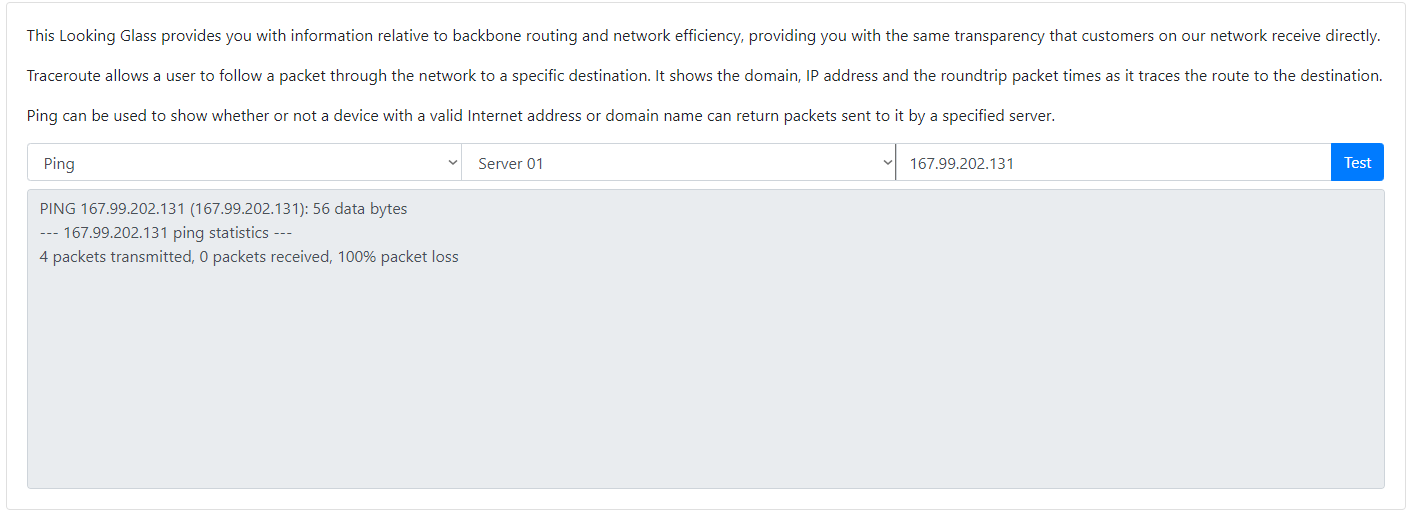 This Looking Glass provides you with information relative to backbone routing and network efficiency, providing you with the same transparency that customers on our network receive directly.
Traceroute allows a user to follow a packet through the network to a specific destination. It shows the domain, IP address and the roundtrip packet times as it traces the route to the destination.
Ping can be used to show whether or not a device with a valid Internet address or domain name can return packets sent to it by a specified server.
Ping Server 01 167.99.202.131 Test
PING 167.99.202.131 (167.99.202.131): 56 data bytes
--- 167.99.202.131 ping statistics ---
4 packets transmitted, 0 packets received, 100% packet loss